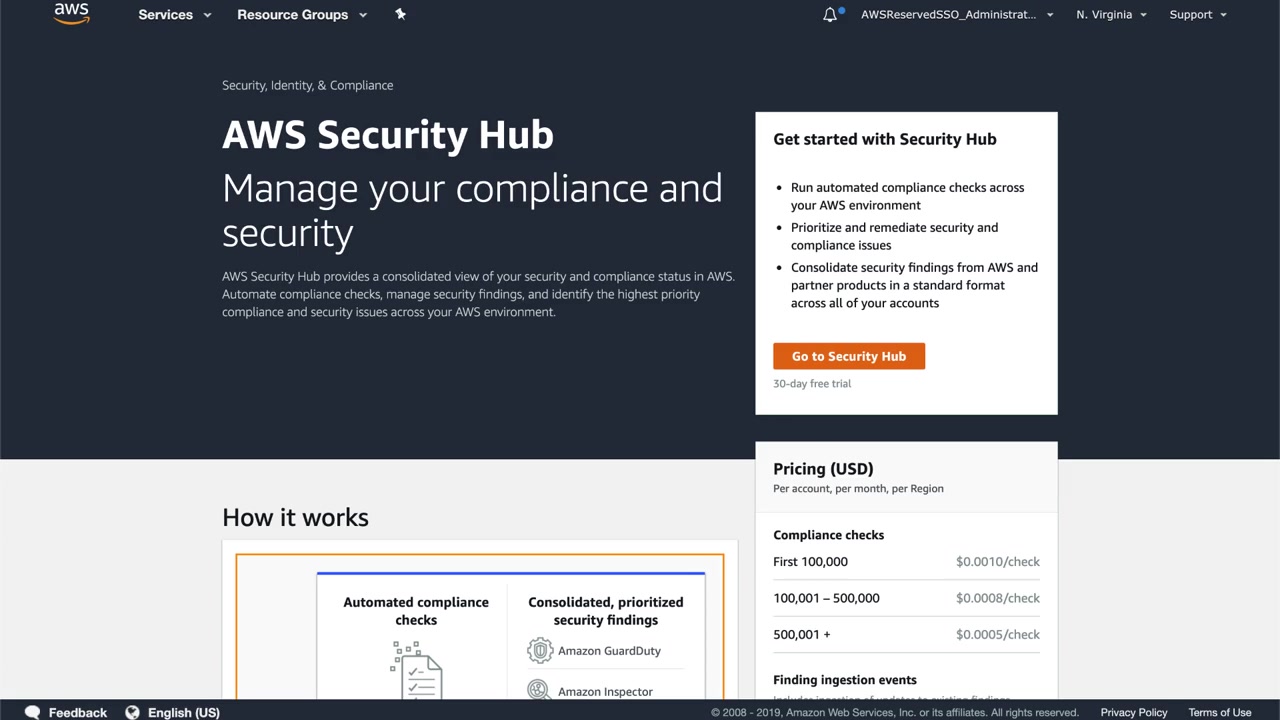 aws
Services
Resource Groups
AWSReservedSSO_Administrat...
N. Virginia
Support
Security, Identity, & Compliance
AWS Security Hub
Manage your compliance and
security
AWS Security Hub provides a consolidated view of your security and compliance status in AWS.
Automate compliance checks, manage security findings, and identify the highest priority
compliance and security issues across your AWS environment.
Get started with Security Hub
• Run automated compliance checks across
your AWS environment
• Prioritize and remediate security and
compliance issues
• Consolidate security findings from AWS and
partner products in a standard format
across all of your accounts
Go to Security Hub
30-day free trial
How it works
Automated compliance
checks
Consolidated, prioritized
security findings
Amazon GuardDuty
Amazon Inspector
Pricing (USD)
Per account, per month, per Region
Compliance checks
First 100,000 $0.0010/check
100,001 – 500,000 $0.0008/check
500,001 + $0.0005/check
Finding ingestion events
Includes ingestion of updates to existing findings
Feedback
English (US)
© 2008 - 2019, Amazon Web Services, Inc. or its affiliates. All rights reserved.
Privacy Policy
Terms of Use